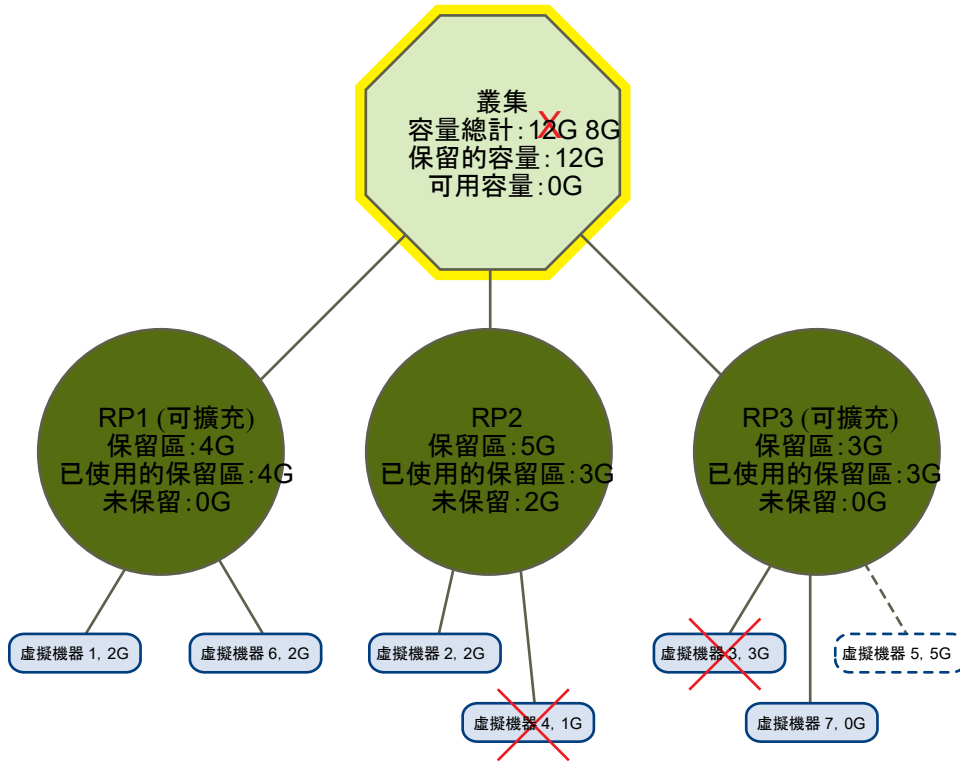 叢集
容量總計:12G 8G
保留的容量:12G
可用容量:0G
RP1 (可擴充)
保留區:4G
已使用的保留區:4G
未保留:0G
RP2
保留區:5G
已使用的保留區:3G
未保留:2G
RP3 (可擴充)
保留區:3G
已使用的保留區:3G
未保留:0G
虛擬機器 1, 2G
虛擬機器 6, 2G
虛擬機器 2, 2G
虛擬機器 3, 3G
虛擬機器 5, 5G
虛擬機器 4, 1G
虛擬機器 7, 0G